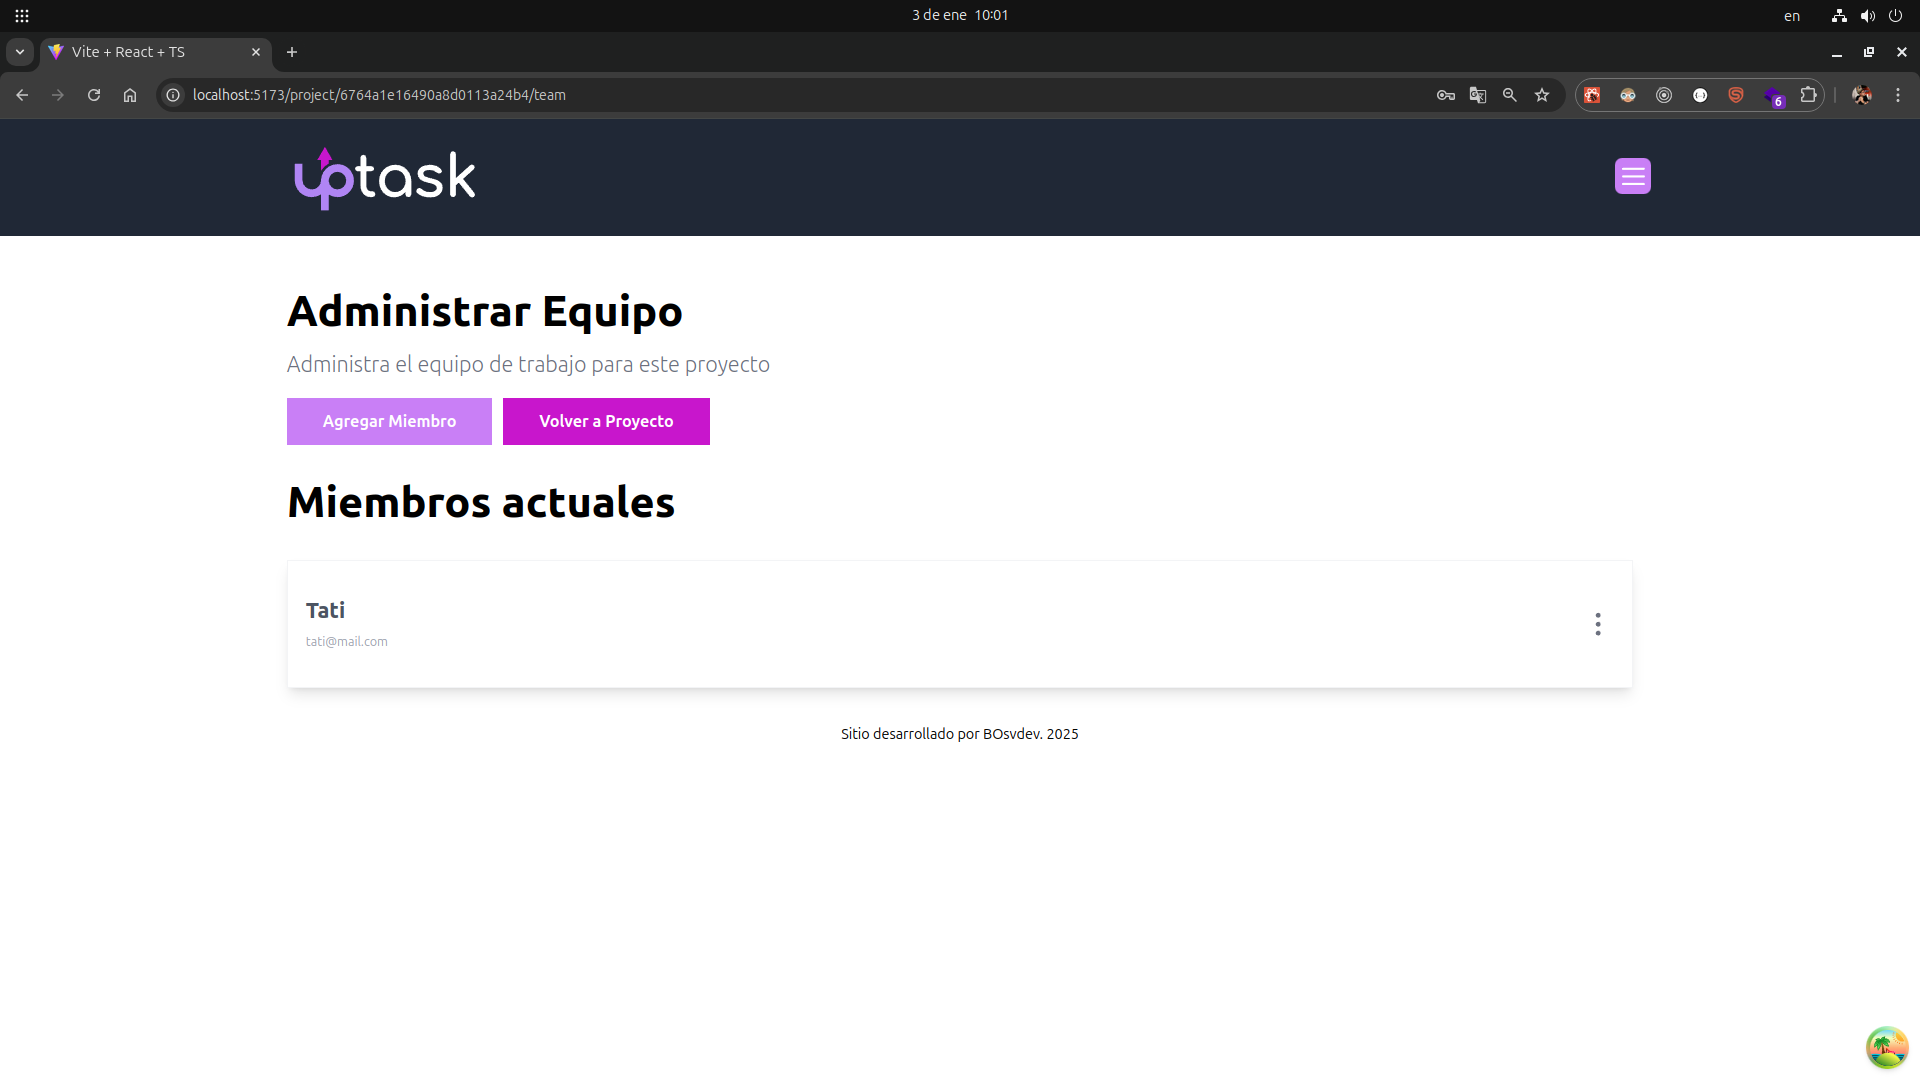 3 de ene 10:01
en
Vite + React + TS
localhost:5173/project/6764a1e16490a8d0113a24b4/team
6
uptask
Administrar Equipo
Administra el equipo de trabajo para este proyecto
Agregar Miembro
Volver a Proyecto
Miembros actuales
Tati
tati@mail.com
Sitio desarrollado por BOsvdev. 2025